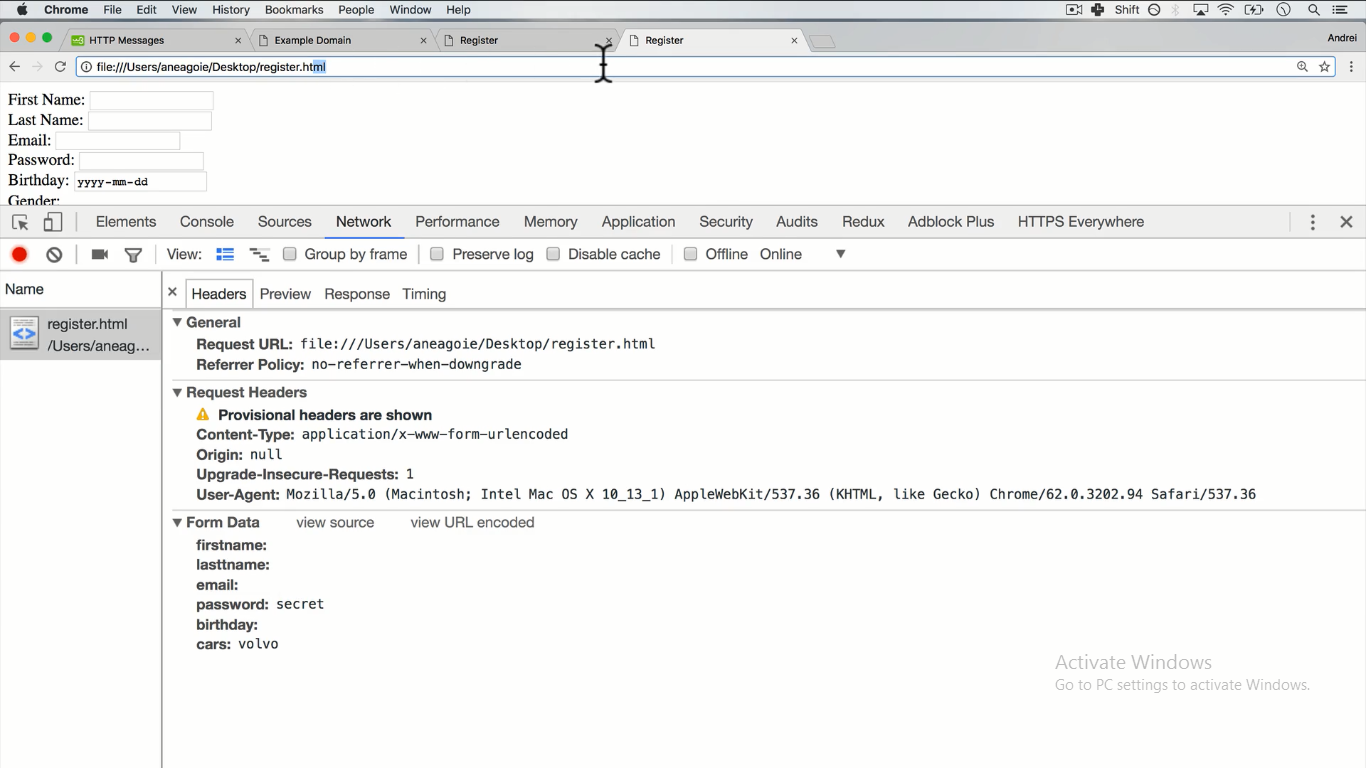 Chrome File Edit View History Bookmarks People Window Help Shift
HTTP Messages Example Domain Register Register Andrei
file:///Users/aneagoie/Desktop/register.html
First Name:
Last Name:
Email:
Password:
Birthday: yyyy-mm-dd
Gender:
Elements Console Sources Network Performance Memory Application Security Audits Redux Adblock Plus HTTPS Everywhere
View: Group by frame Preserve log Disable cache Offline Online
Name
Headers Preview Response Timing
register.html
/Users/aneag...
General
Request URL: file:///Users/aneagoie/Desktop/register.html
Referrer Policy: no-referrer-when-downgrade
Request Headers
Provisional headers are shown
Content-Type: application/x-www-form-urlencoded
Origin: null
Upgrade-Insecure-Requests: 1
User-Agent: Mozilla/5.0 (Macintosh; Intel Mac OS X 10_13_1) AppleWebKit/537.36 (KHTML, like Gecko) Chrome/62.0.3202.94 Safari/537.36
Form Data view source view URL encoded
firstname:
lasttname:
email:
password: secret
birthday:
cars: volvo
Activate Windows
Go to PC settings to activate Windows.